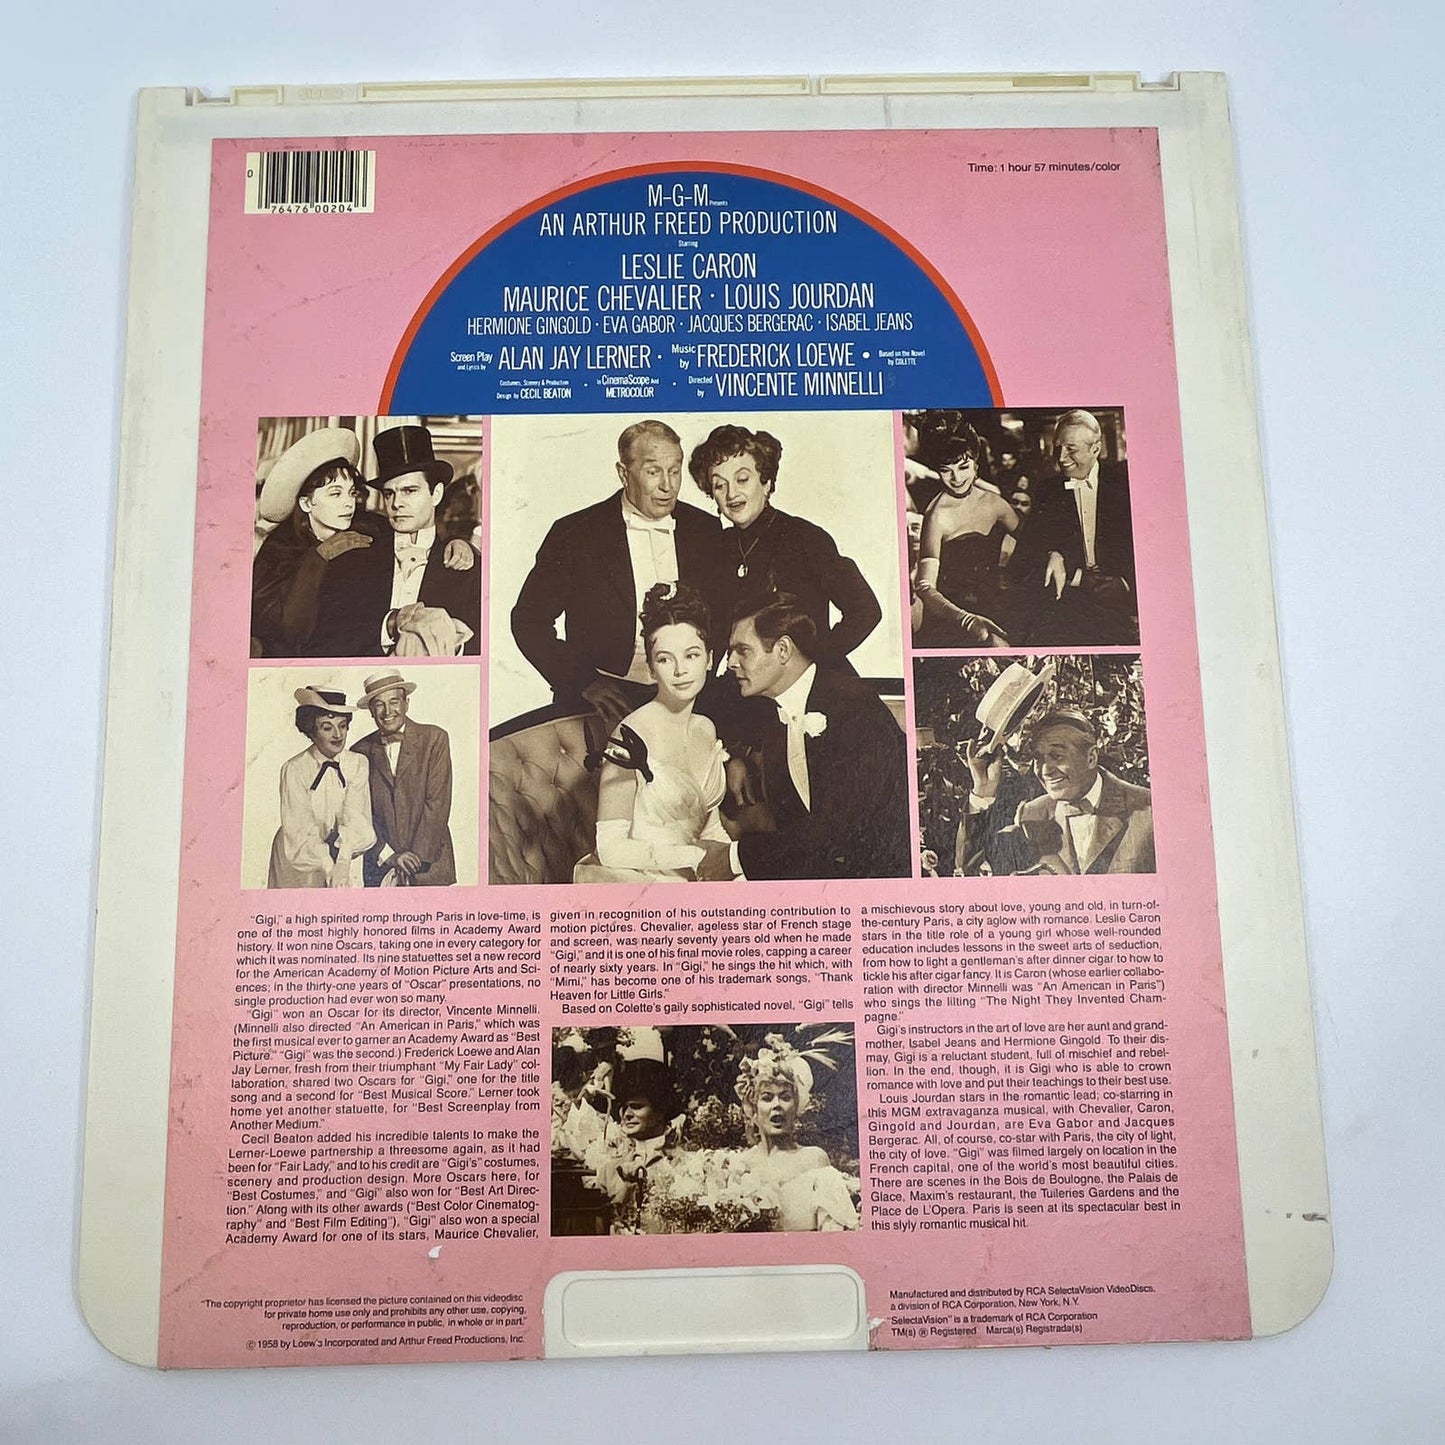 0
76476 00204
Time: 1 hour 57 minutes/color
M-G-M Presents
AN ARTHUR FREED PRODUCTION
Starring
LESLIE CARON
MAURICE CHEVALIER · LOUIS JOURDAN
HERMIONE GINGOLD · EVA GABOR · JACQUES BERGERAC · ISABEL JEANS
Screen Play and Lyrics by ALAN JAY LERNER · Music by FREDERICK LOEWE • Based on the Novel by COLETTE
Costumes, Scenery & Production Design by CECIL BEATON · in CinemaScope And METROCOLOR · Directed by VINCENTE MINNELLI
"Gigi," a high spirited romp through Paris in love-time, is
one of the most highly honored films in Academy Award
history. It won nine Oscars, taking one in every category for
which it was nominated. Its nine statuettes set a new record
for the American Academy of Motion Picture Arts and Sci-
ences; in the thirty-one years of "Oscar" presentations, no
single production had ever won so many.
"Gigi" won an Oscar for its director, Vincente Minnelli.
(Minnelli also directed "An American in Paris," which was
the first musical ever to garner an Academy Award as "Best
Picture." "Gigi" was the second.) Frederick Loewe and Alan
Jay Lerner, fresh from their triumphant "My Fair Lady" col-
laboration, shared two Oscars for "Gigi," one for the title
song and a second for "Best Musical Score." Lerner took
home yet another statuette, for "Best Screenplay from
Another Medium."
Cecil Beaton added his incredible talents to make the
Lerner-Loewe partnership a threesome again, as it had
been for "Fair Lady," and to his credit are "Gigi's" costumes,
scenery and production design. More Oscars here, for
"Best Costumes," and "Gigi" also won for "Best Art Direc-
tion." Along with its other awards ("Best Color Cinematog-
raphy" and "Best Film Editing"), "Gigi" also won a special
Academy Award for one of its stars, Maurice Chevalier,
given in recognition of his outstanding contribution to
motion pictures. Chevalier, ageless star of French stage
and screen, was nearly seventy years old when he made
"Gigi," and it is one of his final movie roles, capping a career
of nearly sixty years. In "Gigi," he sings the hit which, with
"Mimi," has become one of his trademark songs, "Thank
Heaven for Little Girls."
Based on Colette's gaily sophisticated novel, "Gigi" tells
a mischievous story about love, young and old, in turn-of-
the-century Paris, a city aglow with romance. Leslie Caron
stars in the title role of a young girl whose well-rounded
education includes lessons in the sweet arts of seduction,
from how to light a gentleman's after dinner cigar to how to
tickle his after cigar fancy. It is Caron (whose earlier collabo-
ration with director Minnelli was "An American in Paris")
who sings the lilting "The Night They Invented Cham-
pagne."
Gigi's instructors in the art of love are her aunt and grand-
mother, Isabel Jeans and Hermione Gingold. To their dis-
may, Gigi is a reluctant student, full of mischief and rebel-
lion. In the end, though, it is Gigi who is able to crown
romance with love and put their teachings to their best use.
Louis Jourdan stars in the romantic lead; co-starring in
this MGM extravaganza musical, with Chevalier, Caron,
Gingold and Jourdan, are Eva Gabor and Jacques
Bergerac. All, of course, co-star with Paris, the city of light,
the city of love. "Gigi" was filmed largely on location in the
French capital, one of the world's most beautiful cities.
There are scenes in the Bois de Boulogne, the Palais de
Glace, Maxim's restaurant, the Tuileries Gardens and the
Place de L'Opera. Paris is seen at its spectacular best in
this slyly romantic musical hit.
"The copyright proprietor has licensed the picture contained on this videodisc
for private home use only and prohibits any other use, copying,
reproduction, or performance in public, in whole or in part."
© 1958 by Loew's Incorporated and Arthur Freed Productions, Inc.
Manufactured and distributed by RCA SelectaVision VideoDiscs,
a division of RCA Corporation, New York, N.Y.
"SelectaVision" is a trademark of RCA Corporation
TM(s) ® Registered Marca(s) Registrada(s)